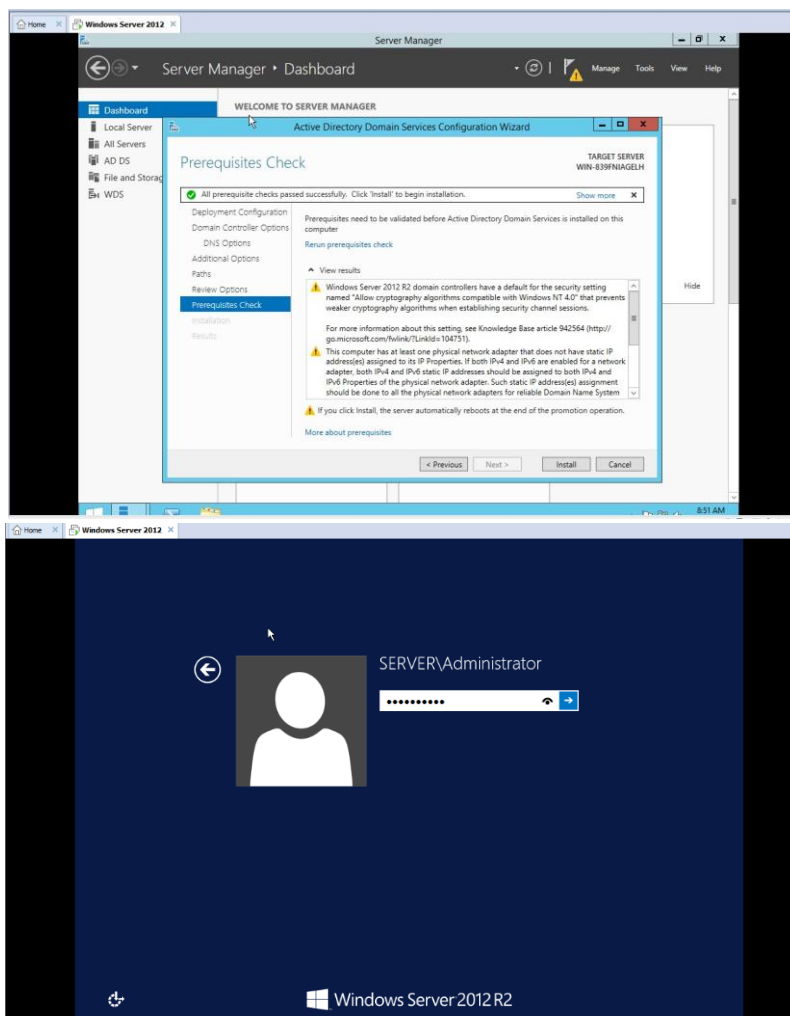 Home
Windows Server 2012
Server Manager
Server Manager • Dashboard
Manage Tools View Help
Dashboard
Local Server
All Servers
AD DS
File and Storag
WDS
WELCOME TO SERVER MANAGER
Active Directory Domain Services Configuration Wizard
Prerequisites Check
TARGET SERVER
WIN-839FNIAGELH
All prerequisite checks passed successfully. Click 'Install' to begin installation.
Show more
Deployment Configuration
Domain Controller Options
DNS Options
Additional Options
Paths
Review Options
Prerequisites Check
Installation
Results
Prerequisites need to be validated before Active Directory Domain Services is installed on this
computer
Rerun prerequisites check
View results
Windows Server 2012 R2 domain controllers have a default for the security setting
named "Allow cryptography algorithms compatible with Windows NT 4.0" that prevents
weaker cryptography algorithms when establishing security channel sessions.
For more information about this setting, see Knowledge Base article 942564 (http://
go.microsoft.com/fwlink/?LinkId=104751).
This computer has at least one physical network adapter that does not have static IP
address(es) assigned to its IP Properties. If both IPv4 and IPv6 are enabled for a network
adapter, both IPv4 and IPv6 static IP addresses should be assigned to both IPv4 and
IPv6 Properties of the physical network adapter. Such static IP address(es) assignment
should be done to all the physical network adapters for reliable Domain Name System
If you click Install, the server automatically reboots at the end of the promotion operation.
More about prerequisites
< Previous Next > Install Cancel
Hide
8:51 AM
Home
Windows Server 2012
SERVER\Administrator
Windows Server 2012 R2